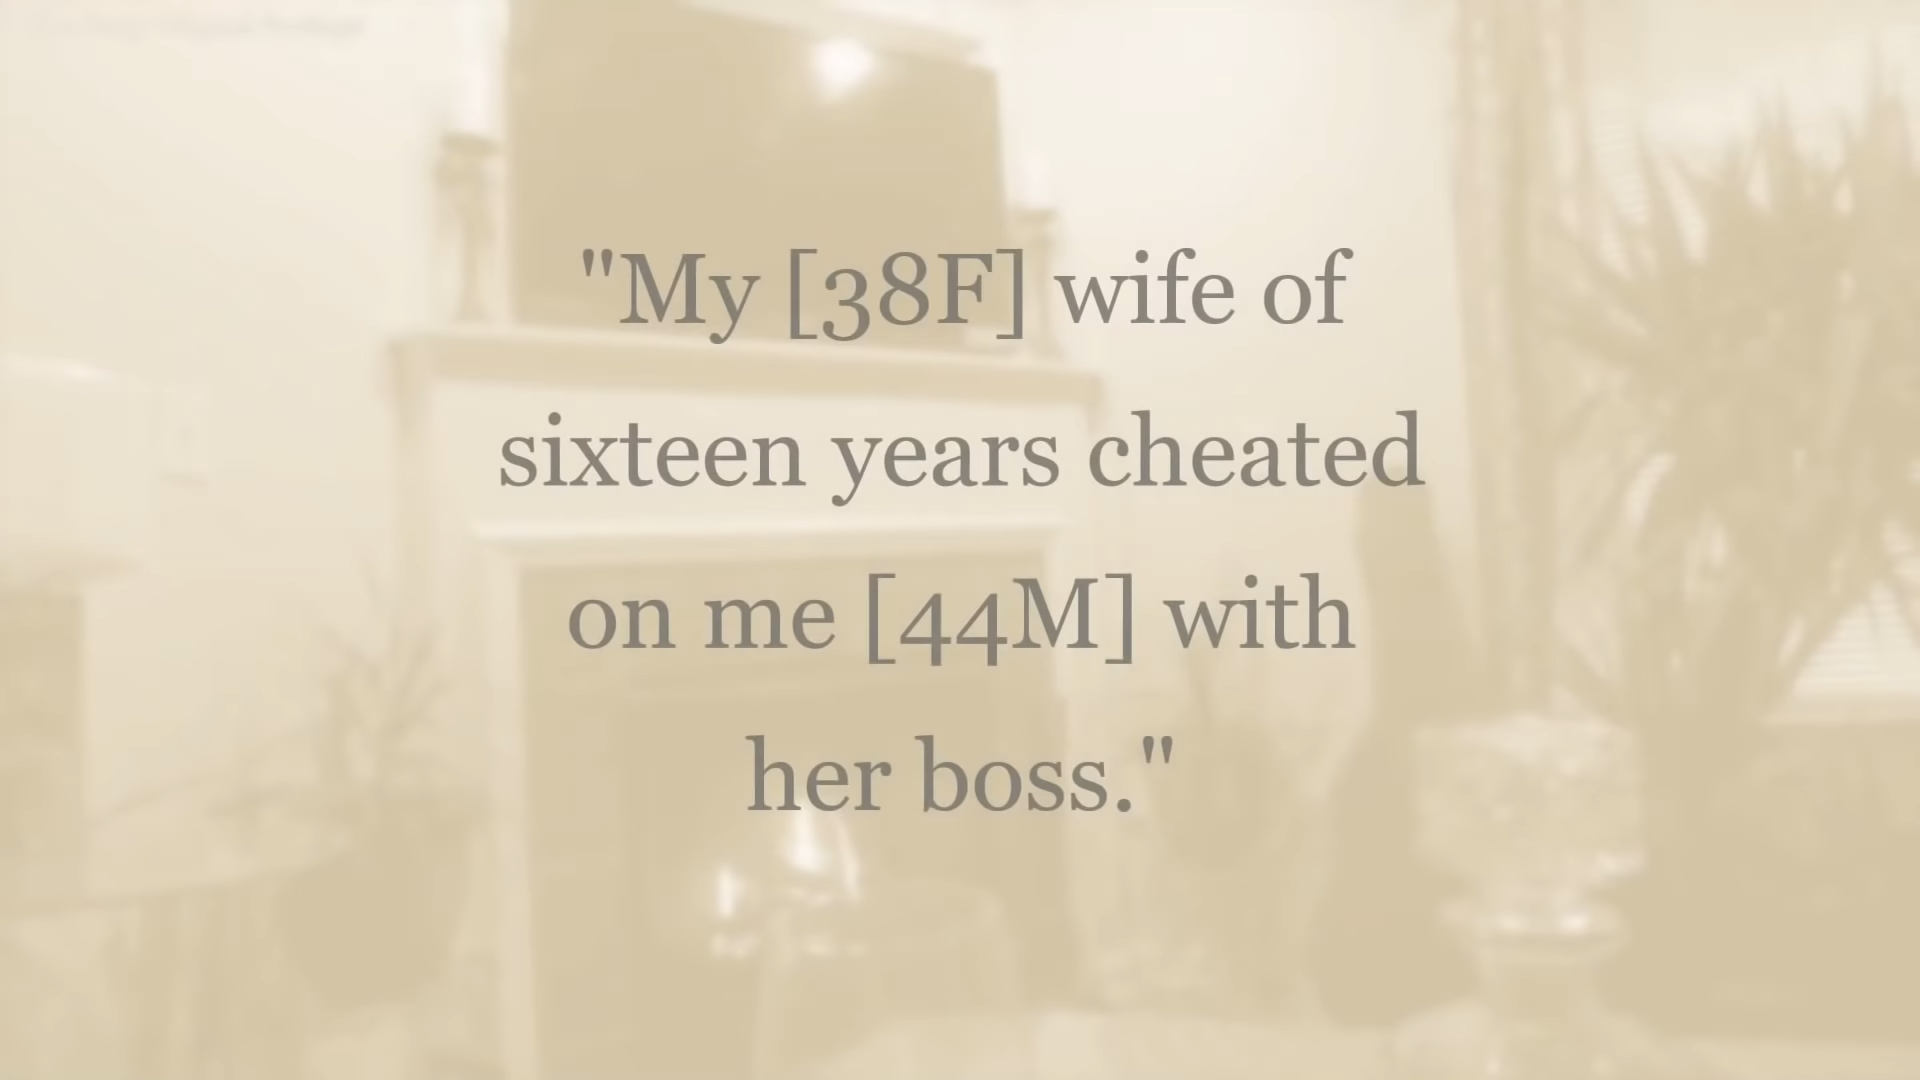 "My [38F] wife of
sixteen years cheated
on me [44M] with
her boss."